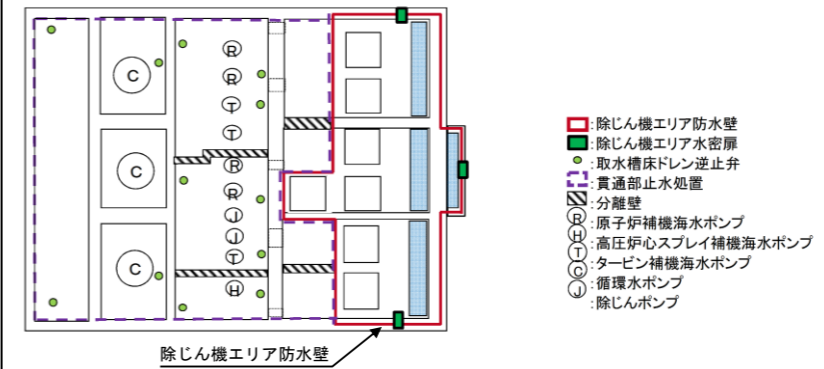 C
C
C
R
R
T
T
R
R
J
J
T
H
除じん機エリア防水壁
:除じん機エリア防水壁
:除じん機エリア水密扉
:取水槽床ドレン逆止弁
:貫通部止水処置
:分離壁
R :原子炉補機海水ポンプ
H :高圧炉心スプレイ補機海水ポンプ
T :タービン補機海水ポンプ
C :循環水ポンプ
J :除じんポンプ